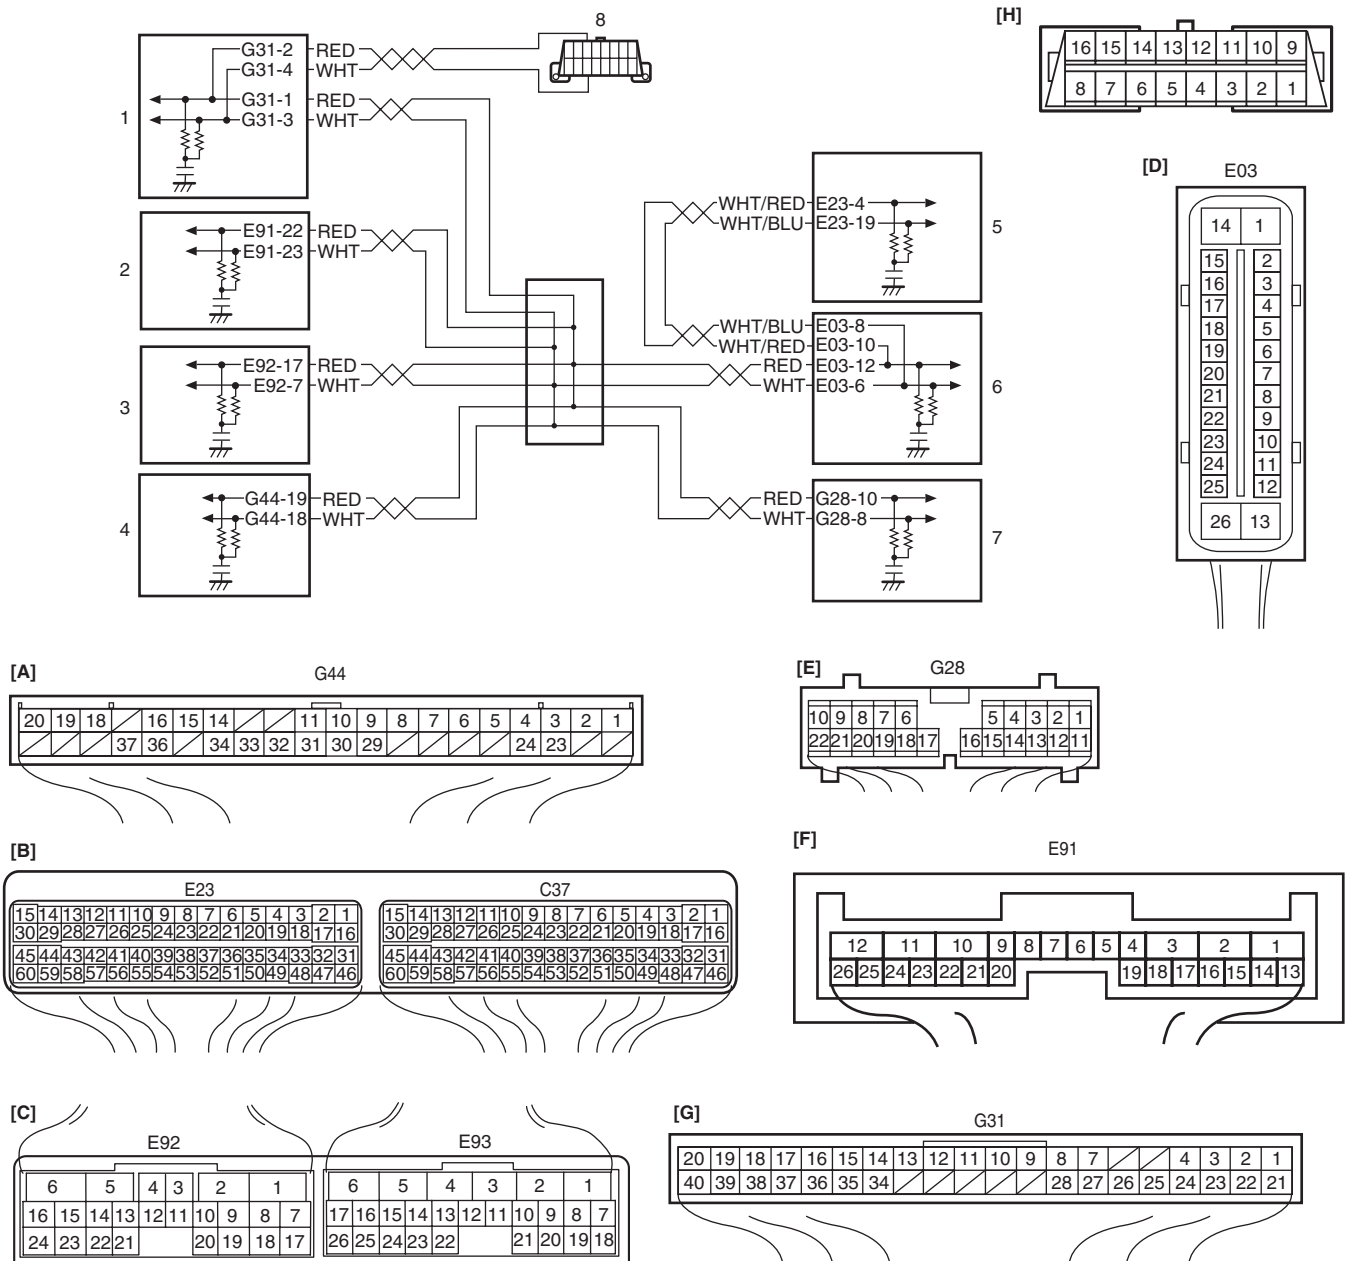 8
[H]
16 15 14 13 12 11 10 9
8 7 6 5 4 3 2 1
1
G31-2 RED
G31-4 WHT
G31-1 RED
G31-3 WHT
2
E91-22 RED
E91-23 WHT
3
E92-17 RED
E92-7 WHT
4
G44-19 RED
G44-18 WHT
WHT/RED E23-4
WHT/BLU E23-19
5
WHT/BLU E03-8
WHT/RED E03-10
RED E03-12
WHT E03-6
6
RED G28-10
WHT G28-8
7
[D]
E03
14 1
15 2
16 3
17 4
18 5
19 6
20 7
21 8
22 9
23 10
24 11
25 12
26 13
[A]
G44
20 19 18 16 15 14 11 10 9 8 7 6 5 4 3 2 1
37 36 34 33 32 31 30 29 24 23
[E]
G28
10 9 8 7 6 5 4 3 2 1
22 21 20 19 18 17 16 15 14 13 12 11
[B]
E23
15 14 13 12 11 10 9 8 7 6 5 4 3 2 1
30 29 28 27 26 25 24 23 22 21 20 19 18 17 16
45 44 43 42 41 40 39 38 37 36 35 34 33 32 31
60 59 58 57 56 55 54 53 52 51 50 49 48 47 46
C37
15 14 13 12 11 10 9 8 7 6 5 4 3 2 1
30 29 28 27 26 25 24 23 22 21 20 19 18 17 16
45 44 43 42 41 40 39 38 37 36 35 34 33 32 31
60 59 58 57 56 55 54 53 52 51 50 49 48 47 46
[F]
E91
12 11 10 9 8 7 6 5 4 3 2 1
26 25 24 23 22 21 20 19 18 17 16 15 14 13
[C]
E92
6 5 4 3 2 1
16 15 14 13 12 11 10 9 8 7
24 23 22 21 20 19 18 17
E93
6 5 4 3 2 1
17 16 15 14 13 12 11 10 9 8 7
26 25 24 23 22 21 20 19 18
[G]
G31
20 19 18 17 16 15 14 13 12 11 10 9 8 7 4 3 2 1
40 39 38 37 36 35 34 28 27 26 25 24 23 22 21